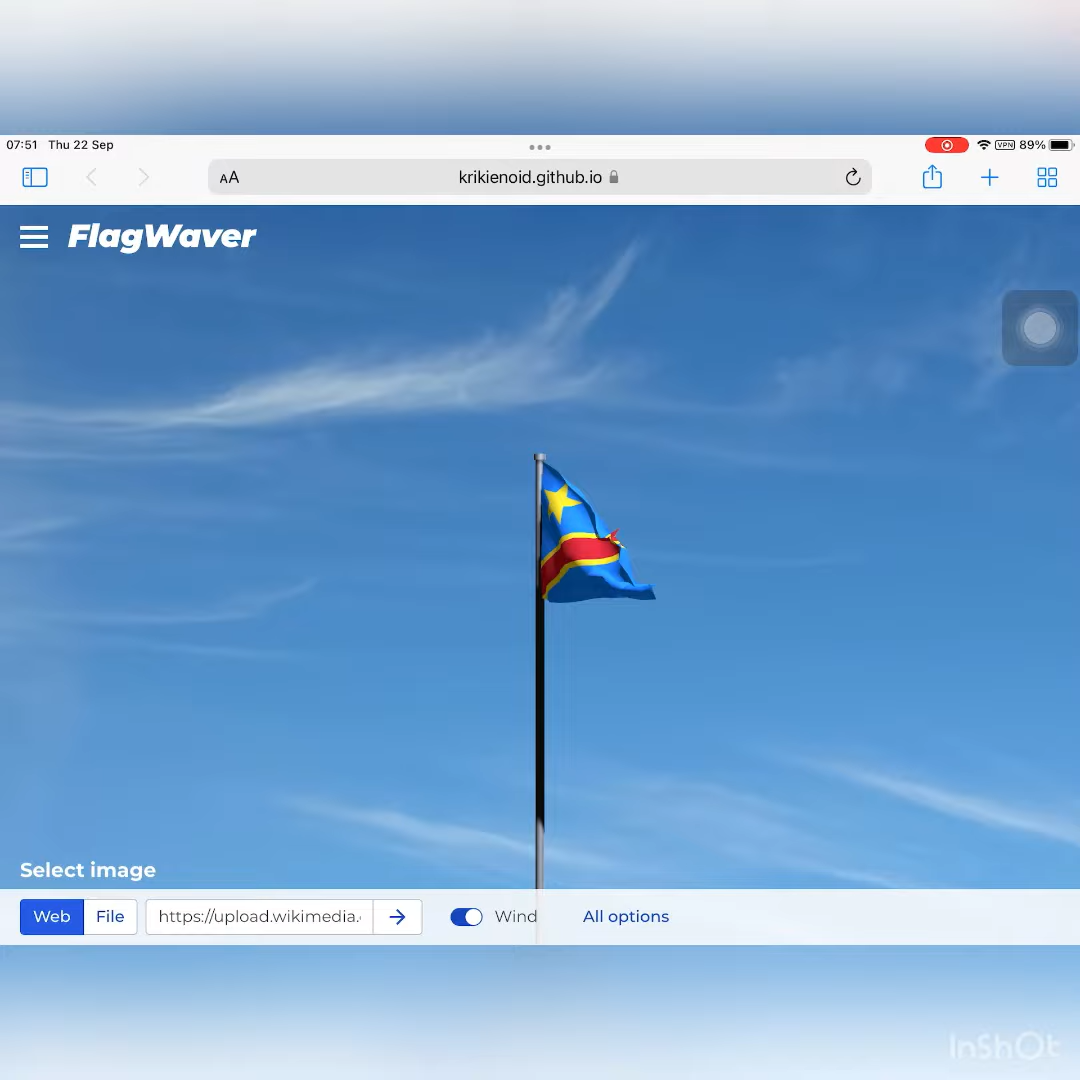 07:51 Thu 22 Sep
VPN 89%
AA krikienoid.github.io
FlagWaver
Select image
Web File https://upload.wikimedia. Wind All options
InShOt